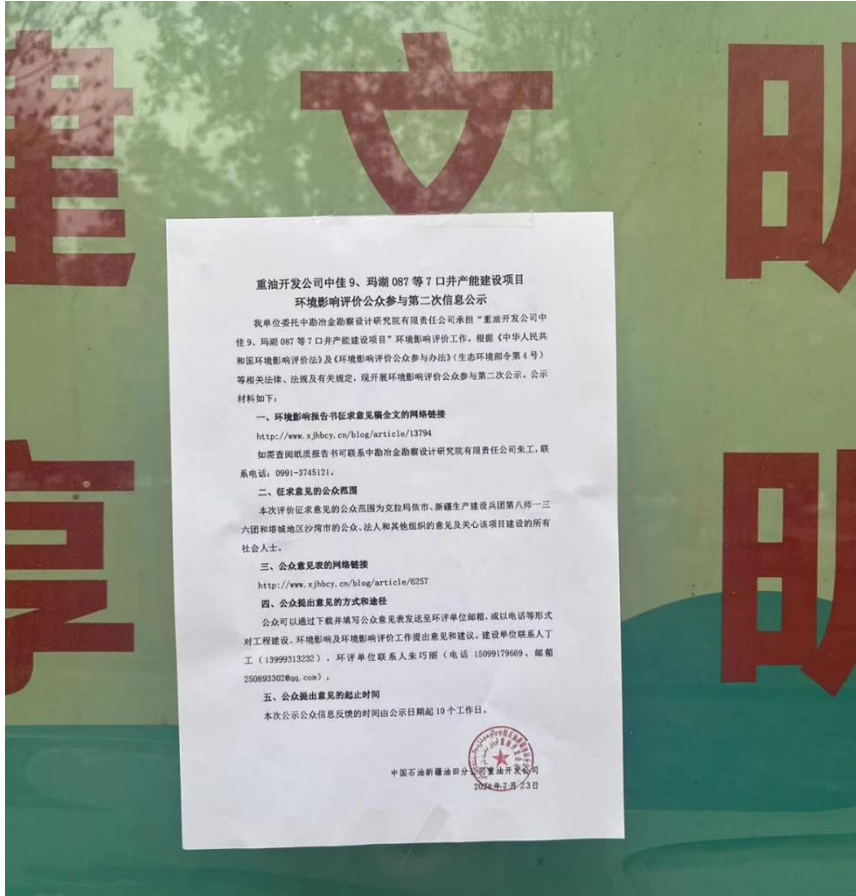 建 文 明
重油开发公司中佳9、玛湖087等7口井产能建设项目
环境影响评价公众参与第二次信息公示
我单位委托中勘冶金勘察设计研究院有限责任公司承担“重油开发公司中
佳9、玛湖087等7口井产能建设项目”环境影响评价工作。根据《中华人民共
和国环境影响评价法》及《环境影响评价公众参与办法》（生态环境部令第4号）
等相关法律、法规及有关规定，现开展环境影响评价公众参与第二次公示。公示
材料如下：
一、环境影响报告书征求意见稿全文的网络链接
http://www.xjhbcy.cn/blog/article/13794
如需查阅纸质报告书可联系中勘冶金勘察设计研究院有限责任公司朱工，联
系电话：0991-3745121。
二、征求意见的公众范围
本次评价征求意见的公众范围为克拉玛依市、新疆生产建设兵团第八师一三
六团和塔城地区沙湾市的公众、法人和其他组织的意见及关心该项目建设的所有
社会人士。
三、公众意见表的网络链接
http://www.xjhbcy.cn/blog/article/6257
四、公众提出意见的方式和途径
公众可以通过下载并填写公众意见表发送至环评单位邮箱，或以电话等形式
对工程建设、环境影响及环境影响评价工作提出意见和建议。建设单位联系人丁
工（13999313232），环评单位联系人朱巧丽（电话 15099179669、邮箱
250893302@qq.com）。
五、公众提出意见的起止时间
本次公示公众信息反馈的时间由公示日期起10个工作日。
中国石油新疆油田分公司重油开发公司
2024年7月23日
享 明